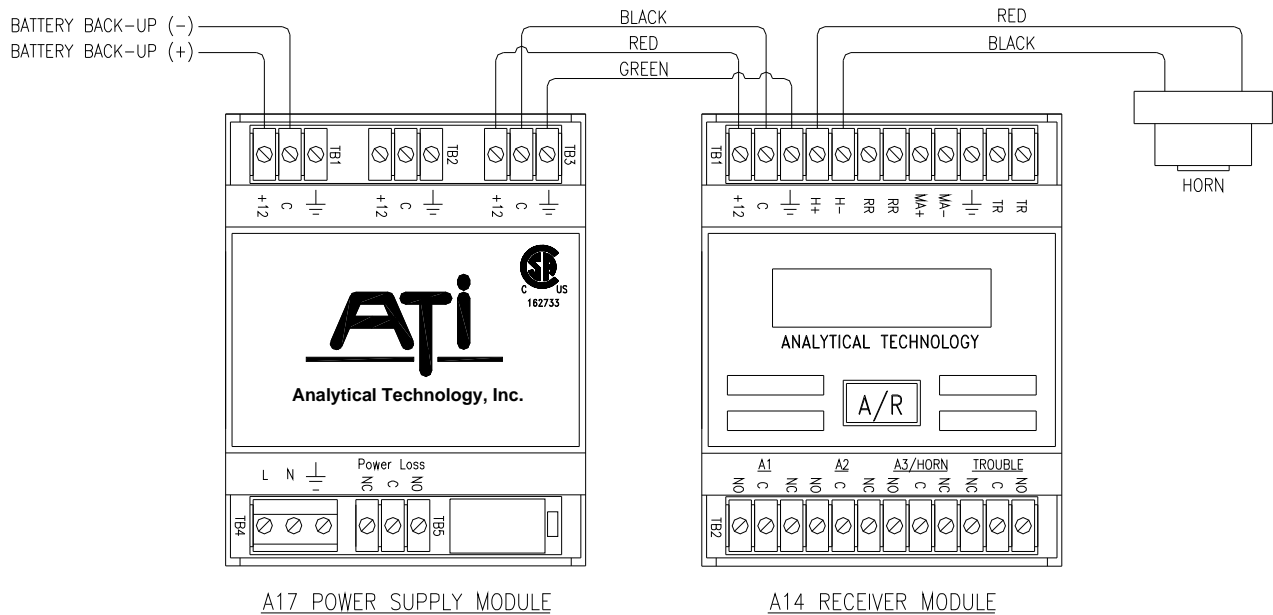 BATTERY BACK-UP (-)
BATTERY BACK-UP (+)
BLACK
RED
GREEN
RED
BLACK
HORN
TB1
TB2
TB3
+12 C
+12 C
+12 C
CSA
C US
162733
ATi
Analytical Technology, Inc.
L N
Power Loss
NC C NO
TB4
TB5
A17 POWER SUPPLY MODULE
TB1
+12 C H+ H- RR RR MA+ MA- TR TR
ANALYTICAL TECHNOLOGY
A/R
A1 A2 A3/HORN TROUBLE
NO C NC NO C NC NO C NC NC C NO
TB2
A14 RECEIVER MODULE